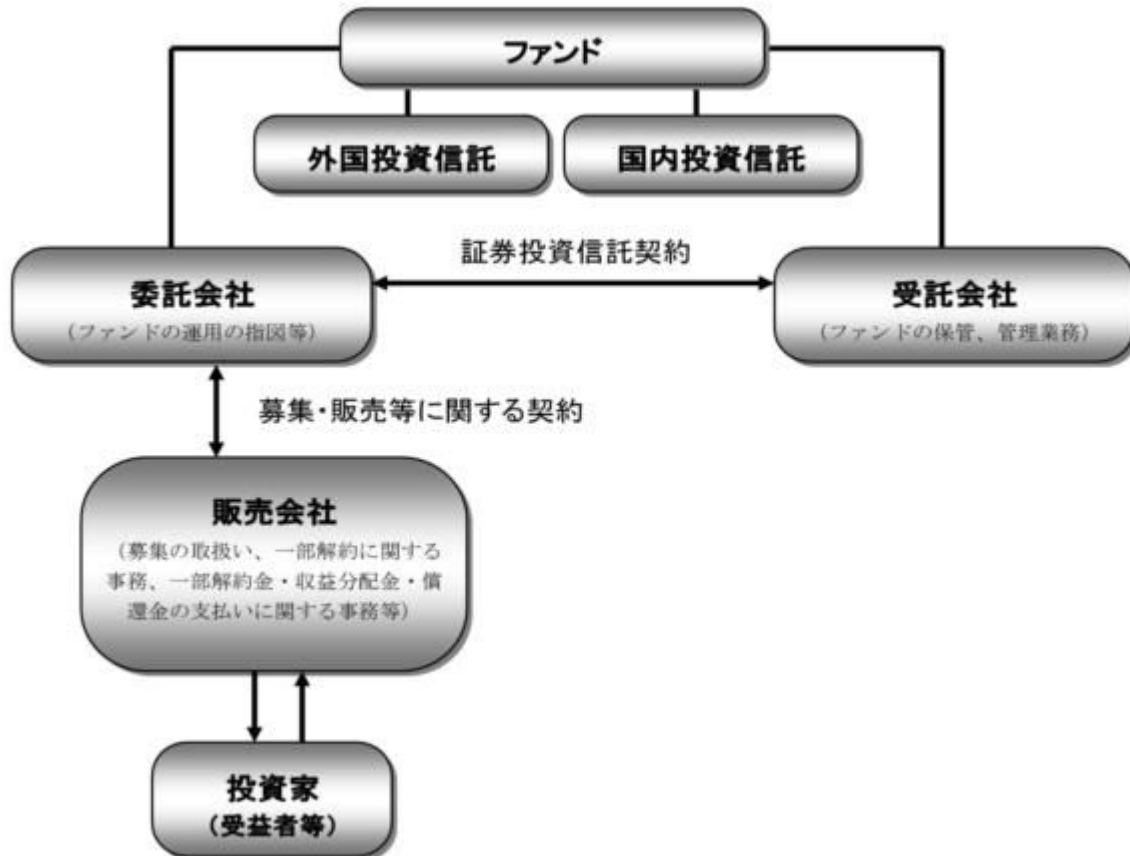 ファンド
外国投資信託
国内投資信託
証券投資信託契約
委託会社
（ファンドの運用の指図等）
受託会社
（ファンドの保管、管理業務）
募集・販売等に関する契約
販売会社
（募集の取扱い、一部解約に関する
事務、一部解約金・収益分配金・償
還金の支払いに関する事務等）
投資家
（受益者等）